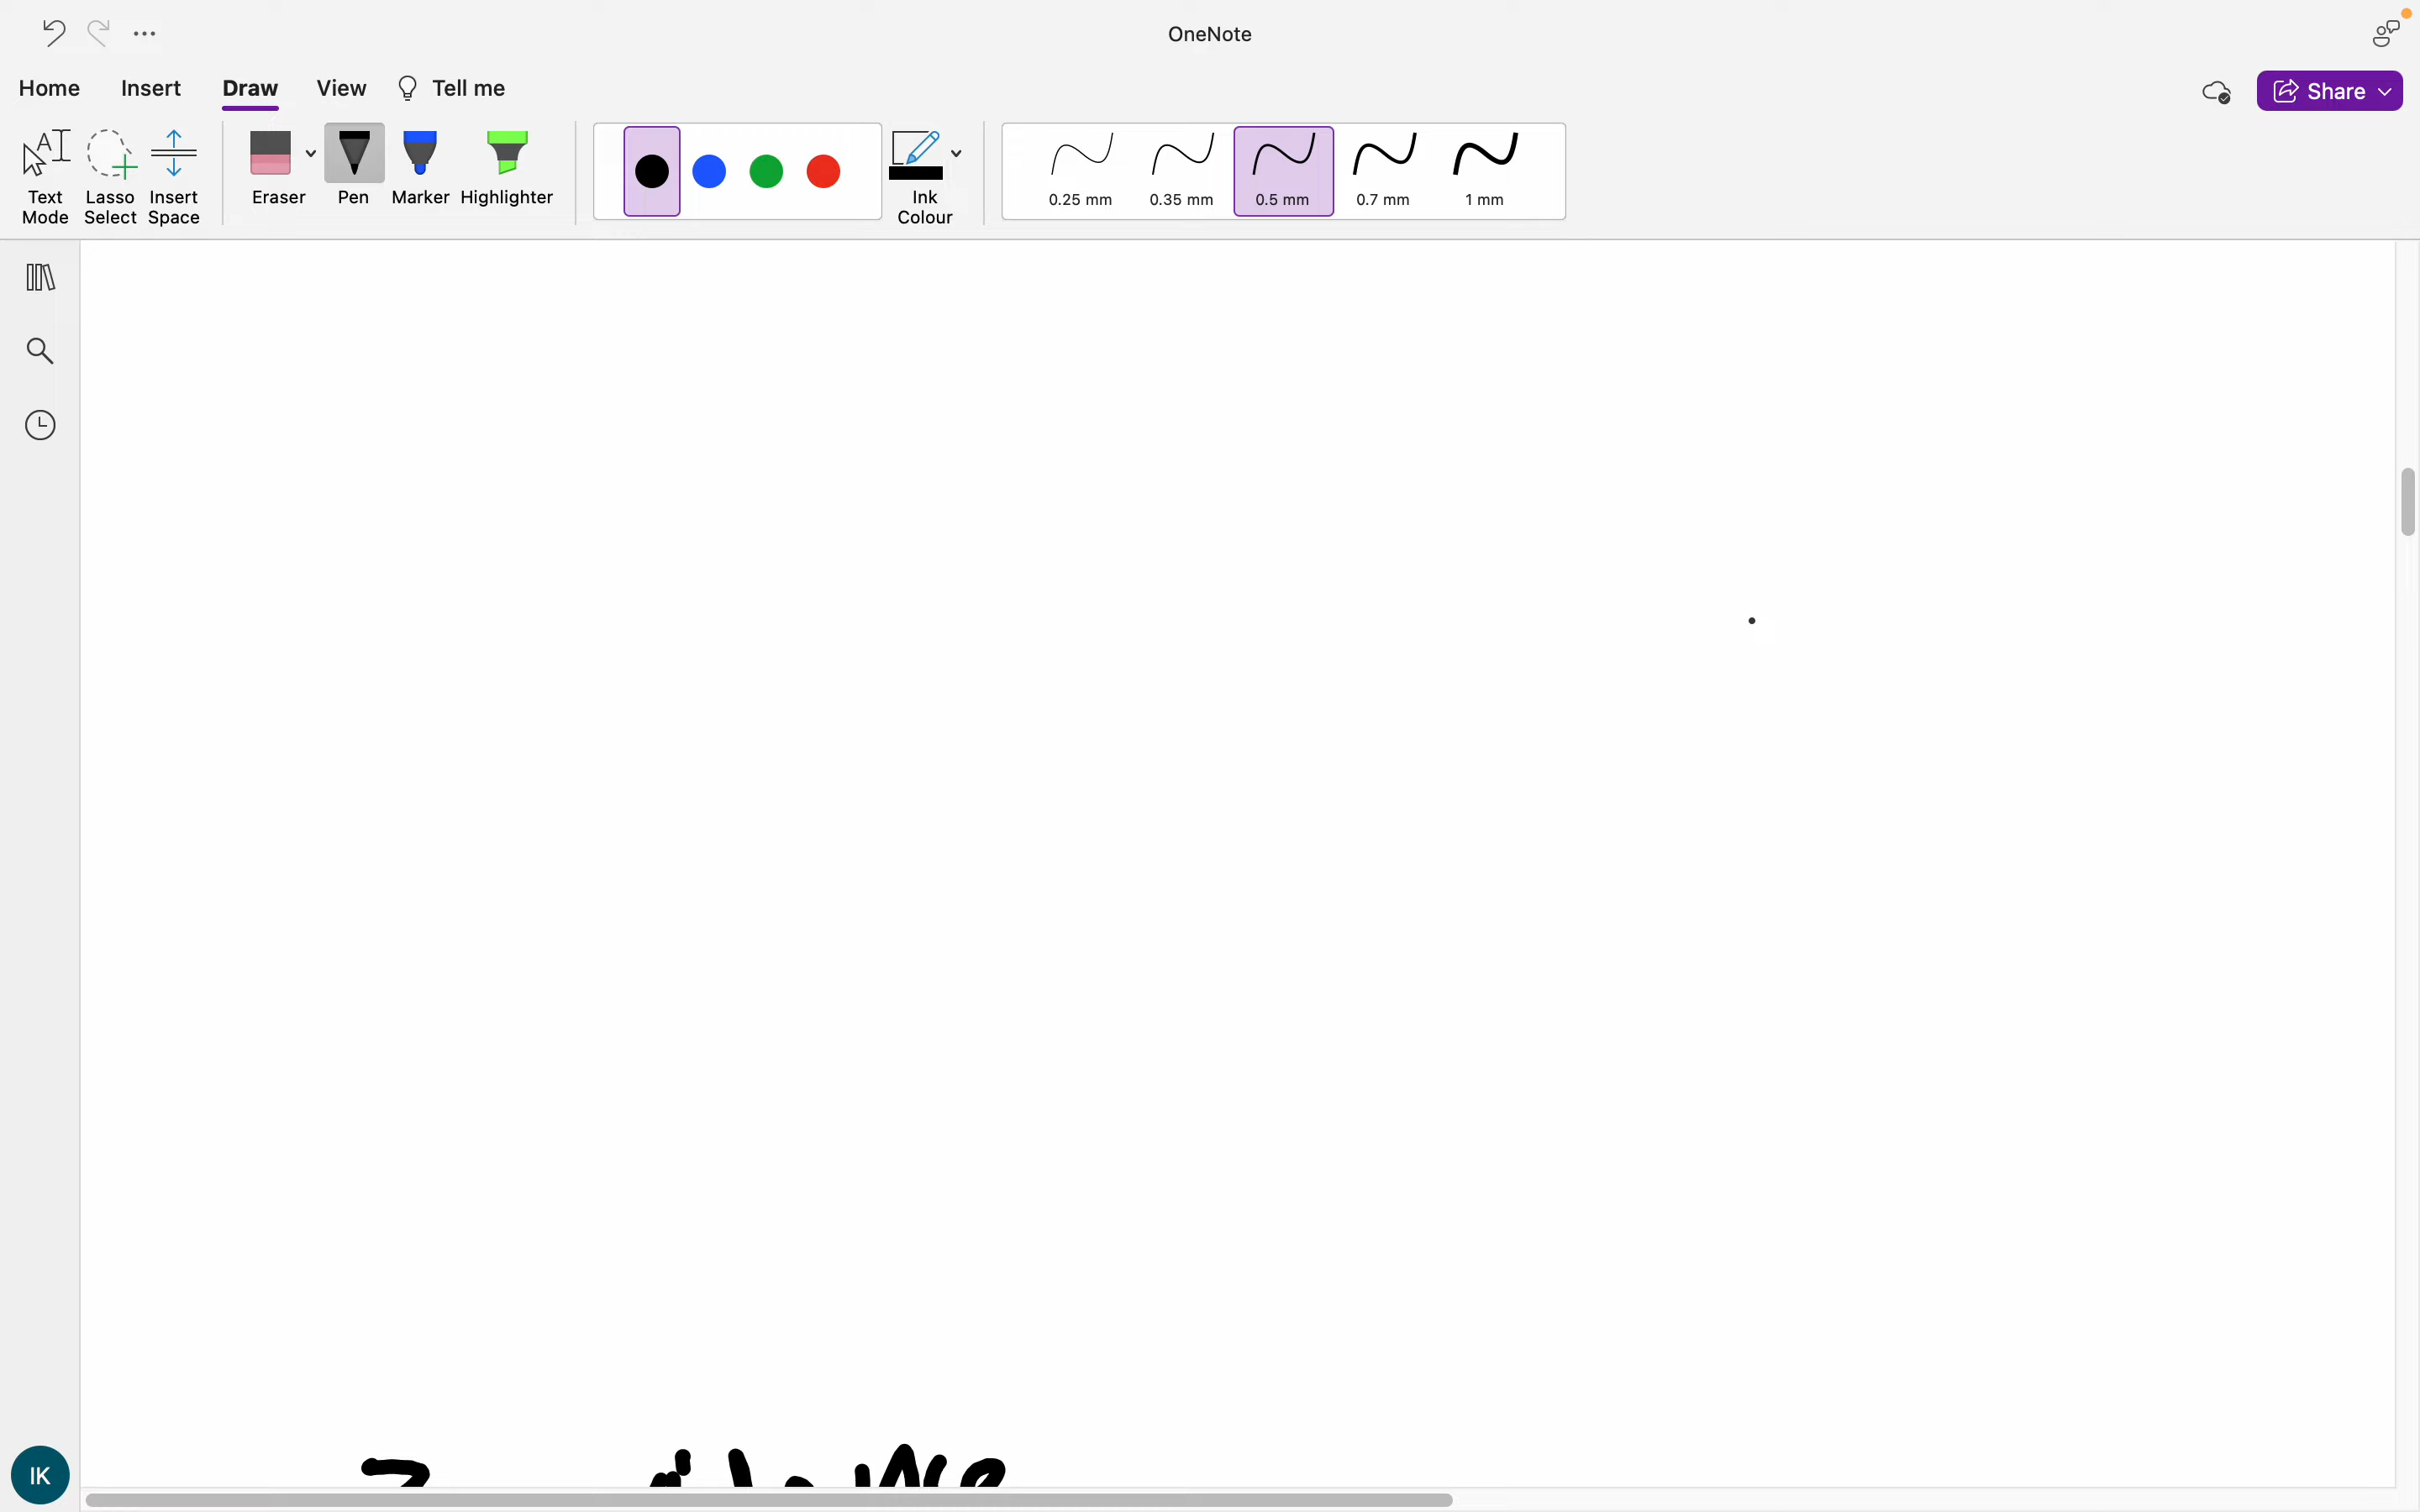 OneNote
Home Insert Draw View Tell me
Share
Text Mode
Lasso Select
Insert Space
Eraser
Pen
Marker
Highlighter
Ink Colour
0.25 mm
0.35 mm
0.5 mm
0.7 mm
1 mm
IK